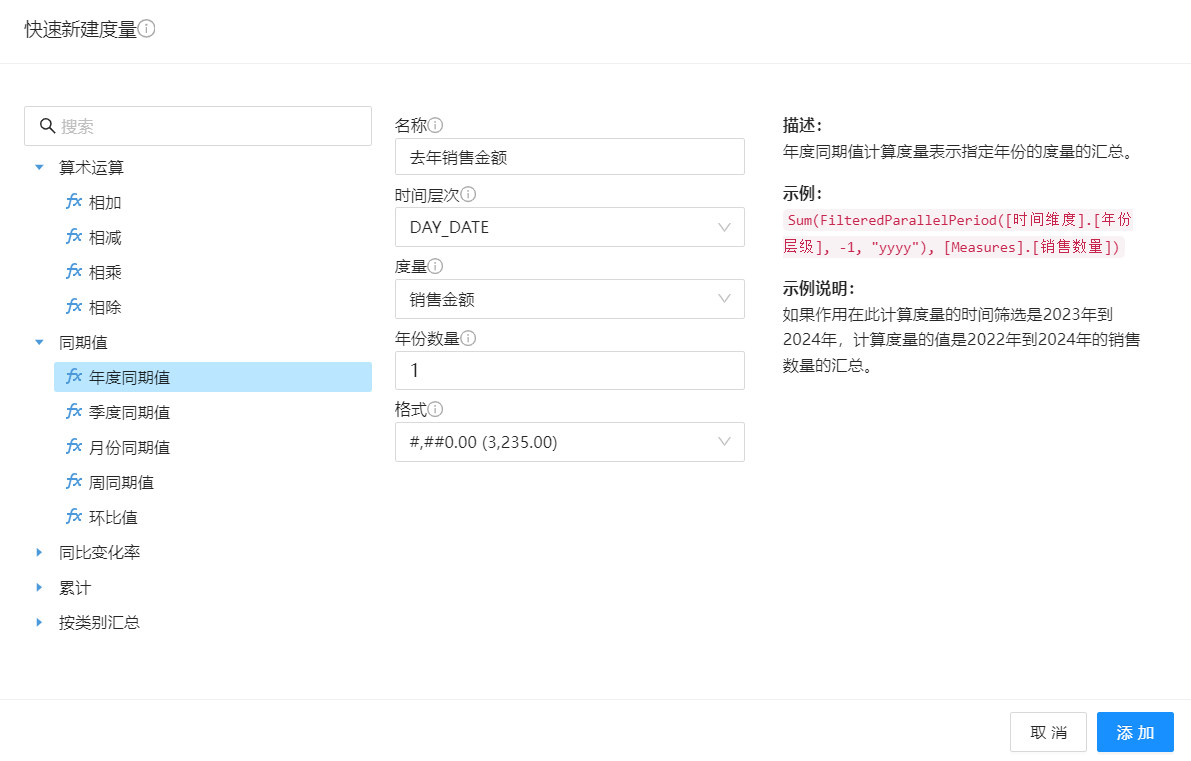 快速新建度量
搜索
算术运算
fx 相加
fx 相减
fx 相乘
fx 相除
同期值
fx 年度同期值
fx 季度同期值
fx 月份同期值
fx 周同期值
fx 环比值
同比变化率
累计
按类别汇总
名称
去年销售金额
时间层次
DAY_DATE
度量
销售金额
年份数量
1
格式
#,##0.00 (3,235.00)
描述：
年度同期值计算度量表示指定年份的度量的汇总。
示例：
Sum(FilteredParallelPeriod([时间维度].[年份
层级], -1, "yyyy"), [Measures].[销售数量])
示例说明：
如果作用在此计算度量的时间筛选是2023年到
2024年，计算度量的值是2022年到2024年的销售
数量的汇总。
取 消
添 加